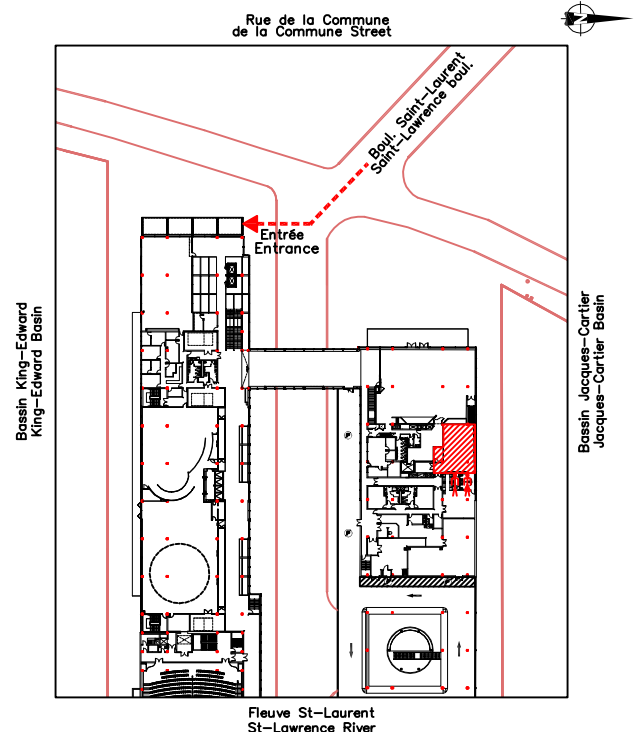 Rue de la Commune
de la Commune Street
N
Boul. Saint-Laurent
Saint-Lawrence boul.
Entrée
Entrance
Bassin King-Edward
King-Edward Basin
Bassin Jacques-Cartier
Jacques-Cartier Basin
P
P
Fleuve St-Laurent
St-Lawrence River